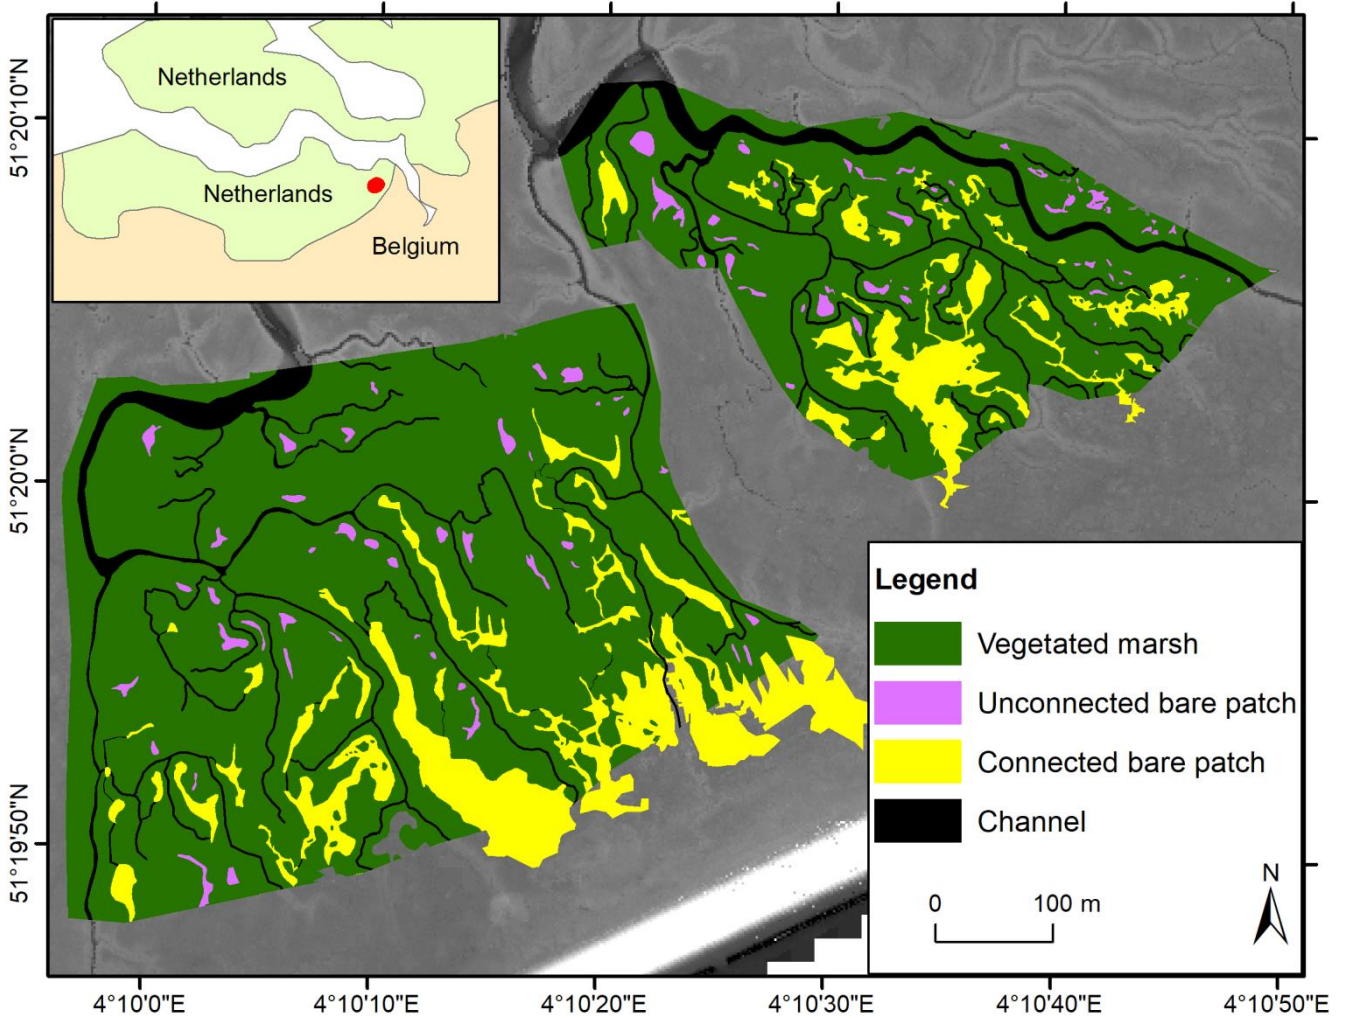 Netherlands
Netherlands
Belgium
51°20'10"N
51°20'0"N
51°19'50"N
Legend
Vegetated marsh
Unconnected bare patch
Connected bare patch
Channel
0 100 m
N
4°10'0"E 4°10'10"E 4°10'20"E 4°10'30"E 4°10'40"E 4°10'50"E